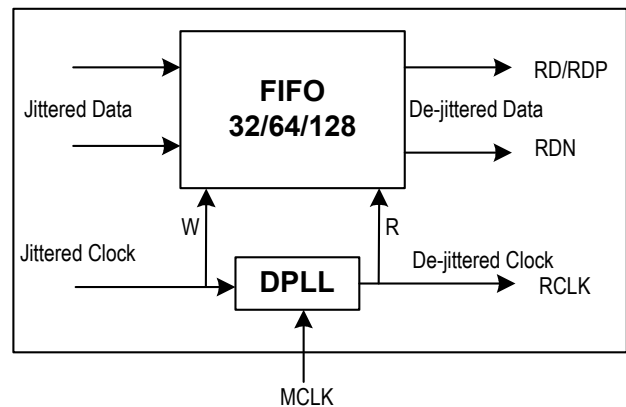 FIFO
32/64/128
Jittered Data
De-jittered Data
RD/RDP
RDN
W
R
Jittered Clock
DPLL
De-jittered Clock
RCLK
MCLK